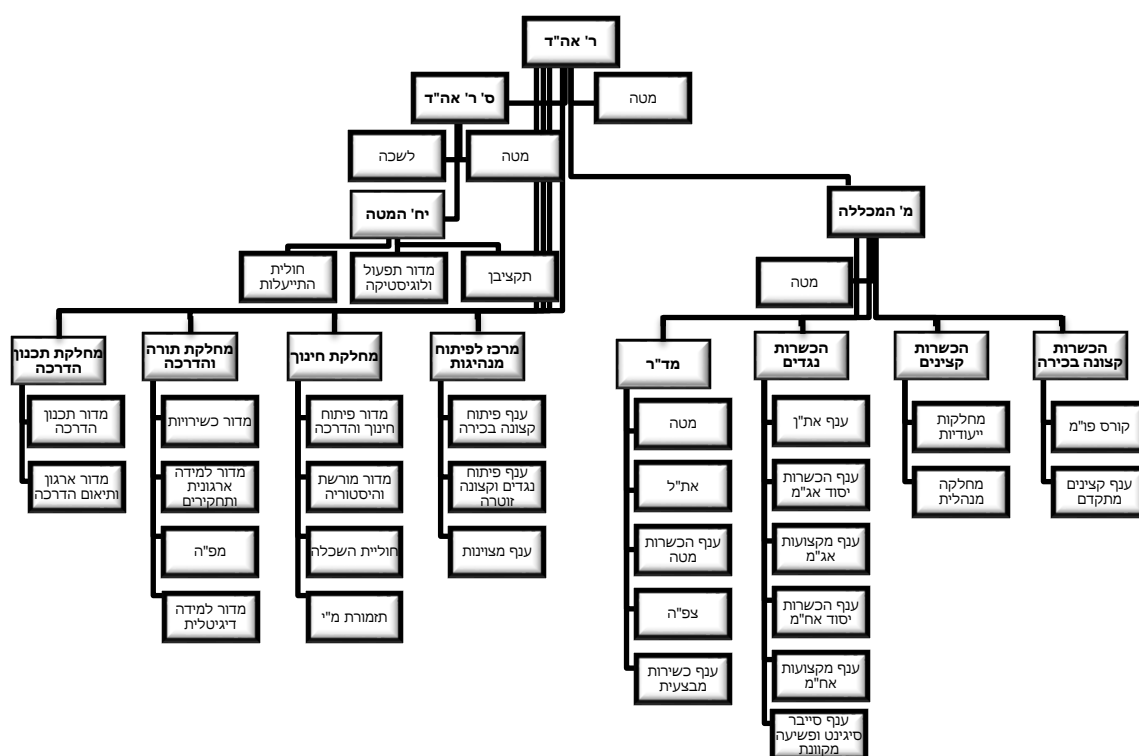 ר' אה"ד
ס' ר' אה"ד
מטה
לשכה
מטה
יח' המטה
מ' המכללה
חולית
התייעלות
מדור תפעול
ולוגיסטיקה
תקציבן
מטה
הכשרות
קצונה בכירה
קורס פו"מ
ענף קצינים
מתקדם
הכשרות
קצינים
מחלקות
ייעודיות
מחלקה
מנהלית
הכשרות
נגדים
ענף את"ן
ענף הכשרות
יסוד אג"מ
ענף מקצועות
אג"מ
ענף הכשרות
יסוד אח"מ
ענף מקצועות
אח"מ
ענף סייבר
סיגינט ופשיעה
מקוונת
מד"ר
מטה
את"ל
ענף הכשרות
מטה
צפ"ה
ענף כשירות
מבצעית
מרכז לפיתוח
מנהיגות
ענף פיתוח
קצונה בכירה
ענף פיתוח
נגדים וקצונה
זוטרה
ענף מצוינות
מחלקת חינוך
מדור פיתוח
חינוך והדרכה
מדור מורשת
והיסטוריה
חוליית השכלה
תזמורת מ"י
מחלקת תורה
והדרכה
מדור כשירויות
מדור למידה
ארגונית
ותחקירים
מפ"ה
מדור למידה
דיגיטלית
מחלקת תכנון
הדרכה
מדור תכנון
הדרכה
מדור ארגון
ותיאום הדרכה